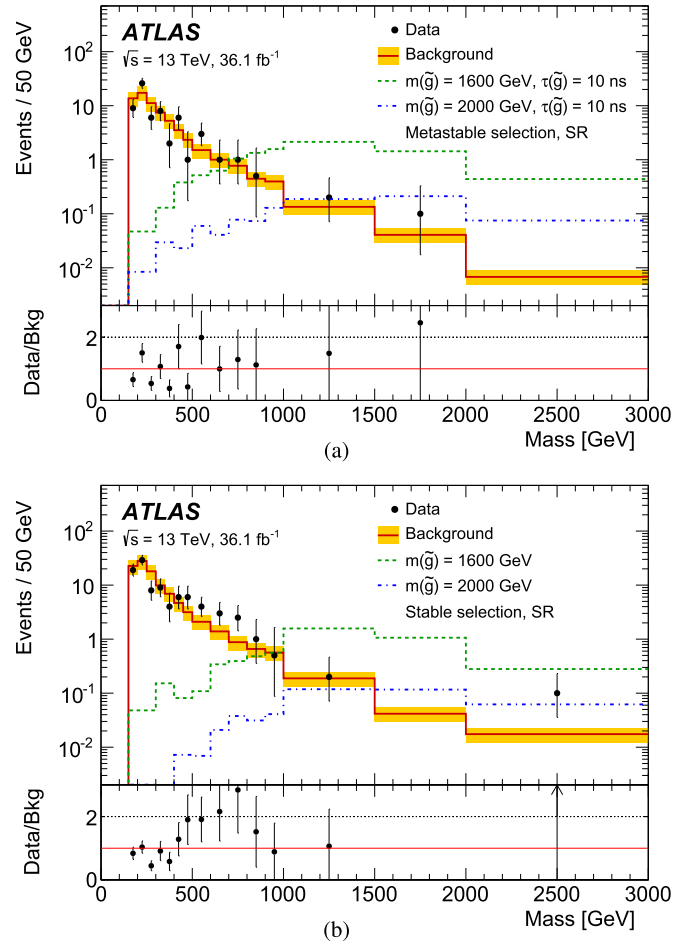 ATLAS
√s = 13 TeV, 36.1 fb⁻¹
Data
Background
m(g̃) = 1600 GeV, τ(g̃) = 10 ns
m(g̃) = 2000 GeV, τ(g̃) = 10 ns
Metastable selection, SR
Events / 50 GeV
10²
10
1
10⁻¹
10⁻²
Data/Bkg
2
0
0 500 1000 1500 2000 2500 3000
Mass [GeV]
(a)
ATLAS
√s = 13 TeV, 36.1 fb⁻¹
Data
Background
m(g̃) = 1600 GeV
m(g̃) = 2000 GeV
Stable selection, SR
Events / 50 GeV
10²
10
1
10⁻¹
10⁻²
Data/Bkg
2
0
0 500 1000 1500 2000 2500 3000
Mass [GeV]
(b)